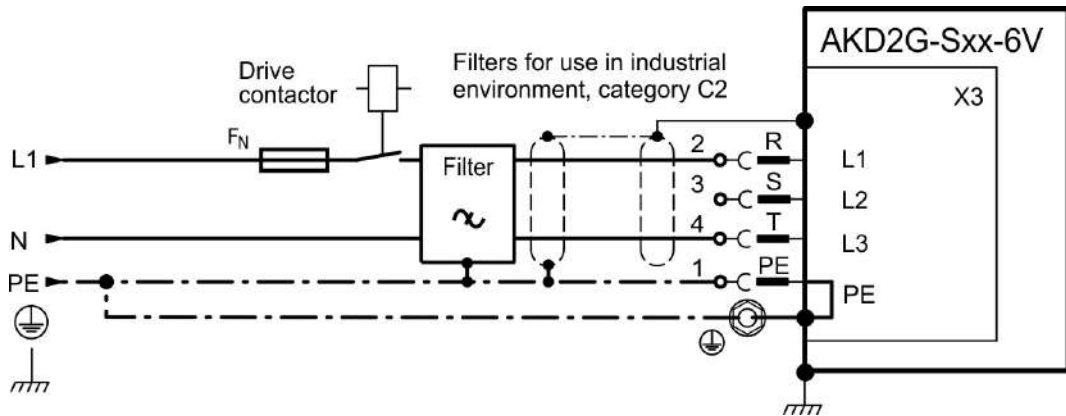 AKD2G-Sxx-6V
X3
Drive
contactor
Filters for use in industrial
environment, category C2
F_N
L1
Filter
2
R
L1
3
S
L2
N
4
T
L3
PE
1
PE
PE